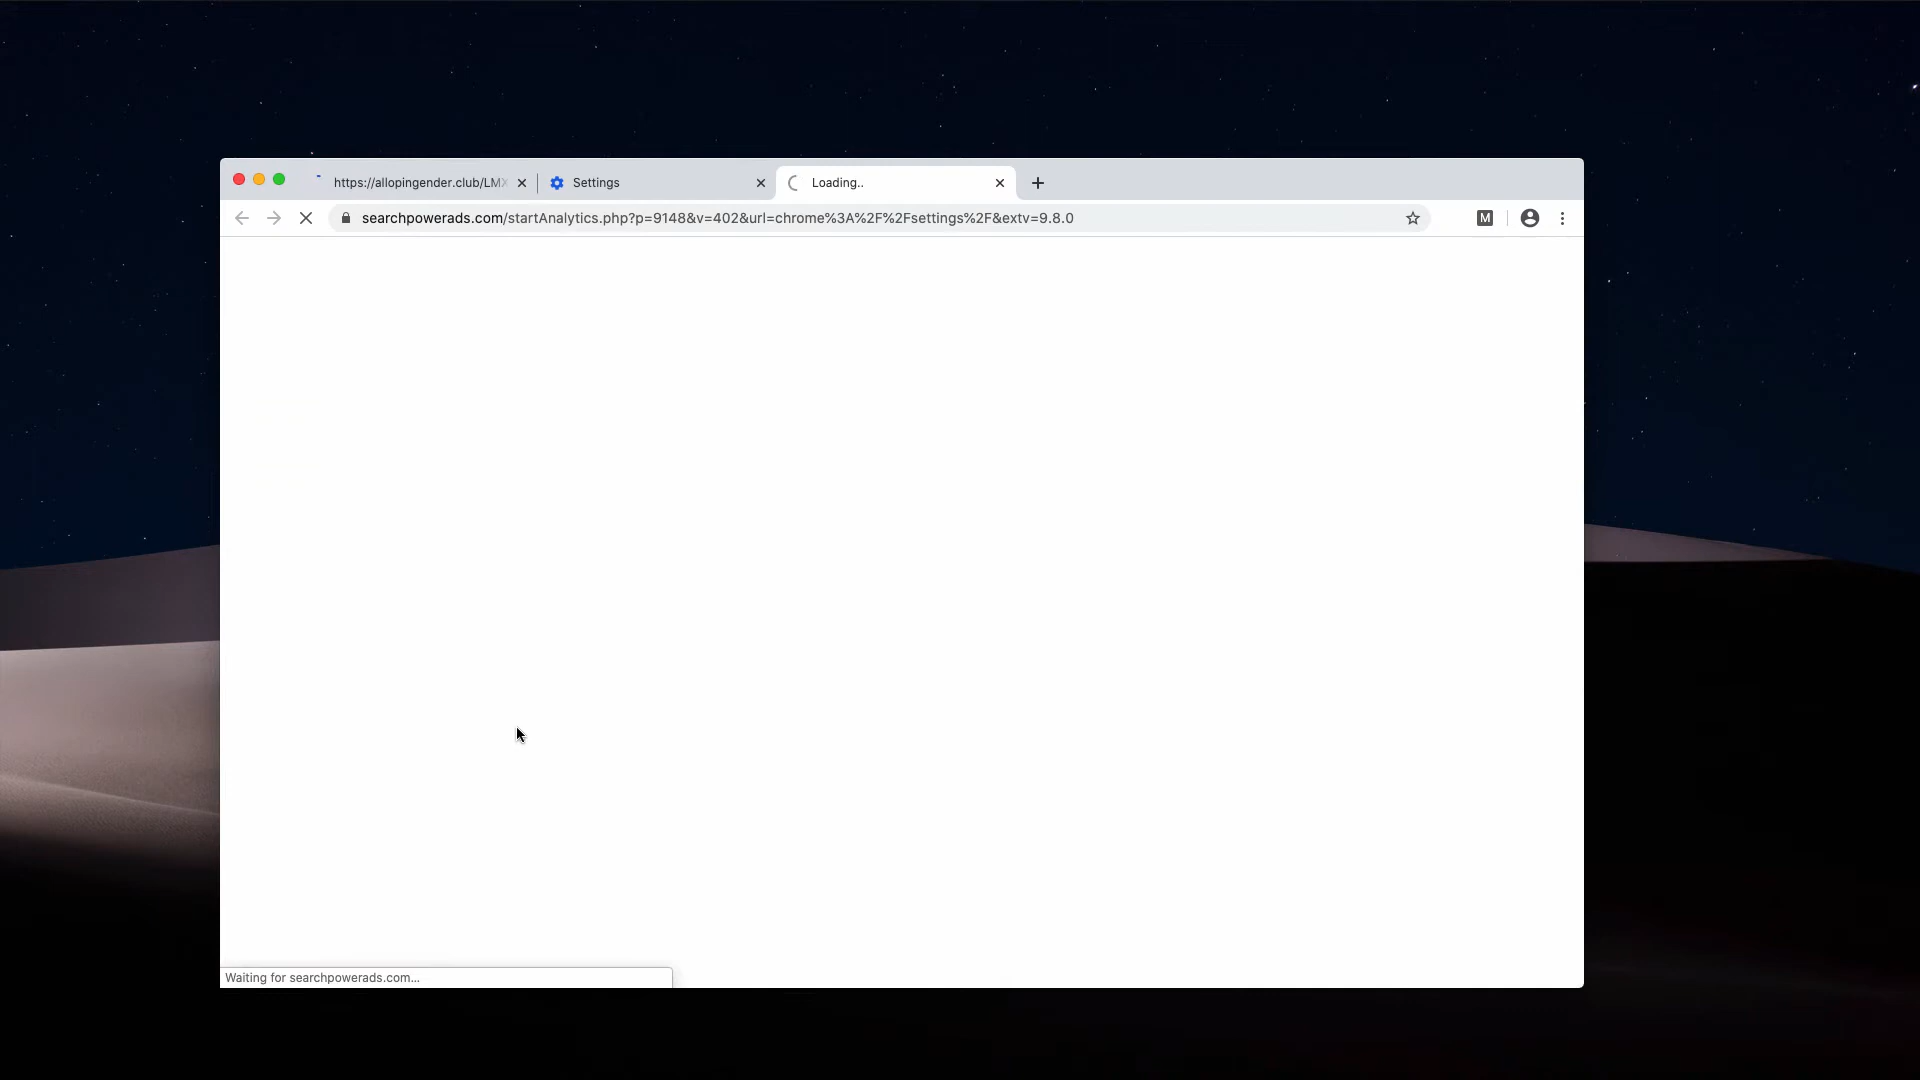 https://allopingender.club/LMX
Settings
Loading..
searchpowerads.com/startAnalytics.php?p=9148&v=402&url=chrome%3A%2F%2Fsettings%2F&extv=9.8.0
M
Waiting for searchpowerads.com...